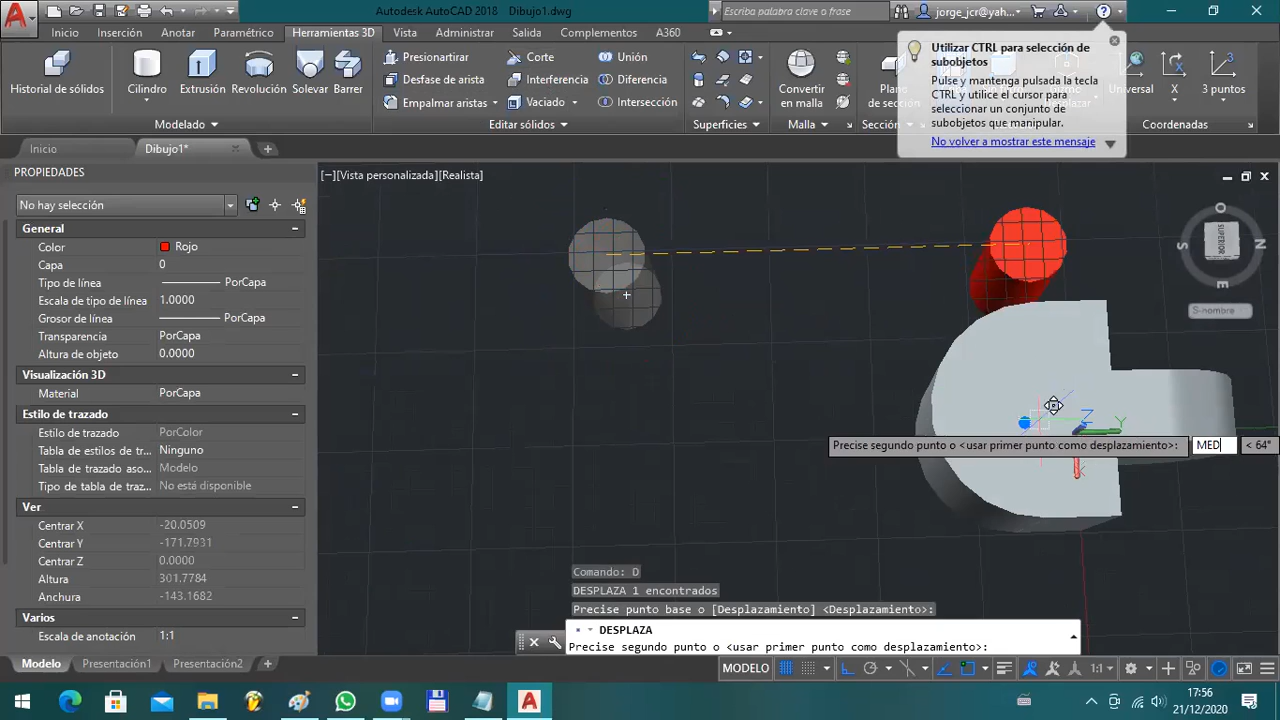 Autodesk AutoCAD 2018 Dibujo1.dwg
Escriba palabra clave o frase
jorge_jcr@yah...
Inicio Inserción Anotar Paramétrico Herramientas 3D Vista Administrar Salida Complementos A360
Historial de sólidos
Cilindro Extrusión Revolución Solevar Barrer
Modelado
Presionartirar
Desfase de arista
Empalmar aristas
Corte
Interferencia
Vaciado
Unión
Diferencia
Intersección
Editar sólidos
Superficies
Convertir
en malla
Malla
Plano
de sección
Sección
Desplazar
Universal
X
3 puntos
Coordenadas
Utilizar CTRL para selección de
subobjetos
Pulse y mantenga pulsada la tecla
CTRL y utilice el cursor para
seleccionar un conjunto de
subobjetos que manipular.
No volver a mostrar este mensaje
Inicio Dibujo1*
PROPIEDADES
No hay selección
General
Color Rojo
Capa 0
Tipo de línea PorCapa
Escala de tipo de línea 1.0000
Grosor de línea PorCapa
Transparencia PorCapa
Altura de objeto 0.0000
Visualización 3D
Material PorCapa
Estilo de trazado
Estilo de trazado PorColor
Tabla de estilos de tr... Ninguno
Tabla de trazado aso... Modelo
Tipo de tabla de traz... No está disponible
Ver
Centrar X -20.0509
Centrar Y -171.7931
Centrar Z 0.0000
Altura 301.7784
Anchura -143.1682
Varios
Escala de anotación 1:1
[−][Vista personalizada][Realista]
O
S SUPERIOR N
E
S-nombre
Z Y
X
Precise segundo punto o <usar primer punto como desplazamiento>: MED < 64°
Comando: D
DESPLAZA 1 encontrados
Precise punto base o [Desplazamiento] <Desplazamiento>:
DESPLAZA
Precise segundo punto o <usar primer punto como desplazamiento>:
Modelo Presentación1 Presentación2
MODELO
1:1
17:56
21/12/2020